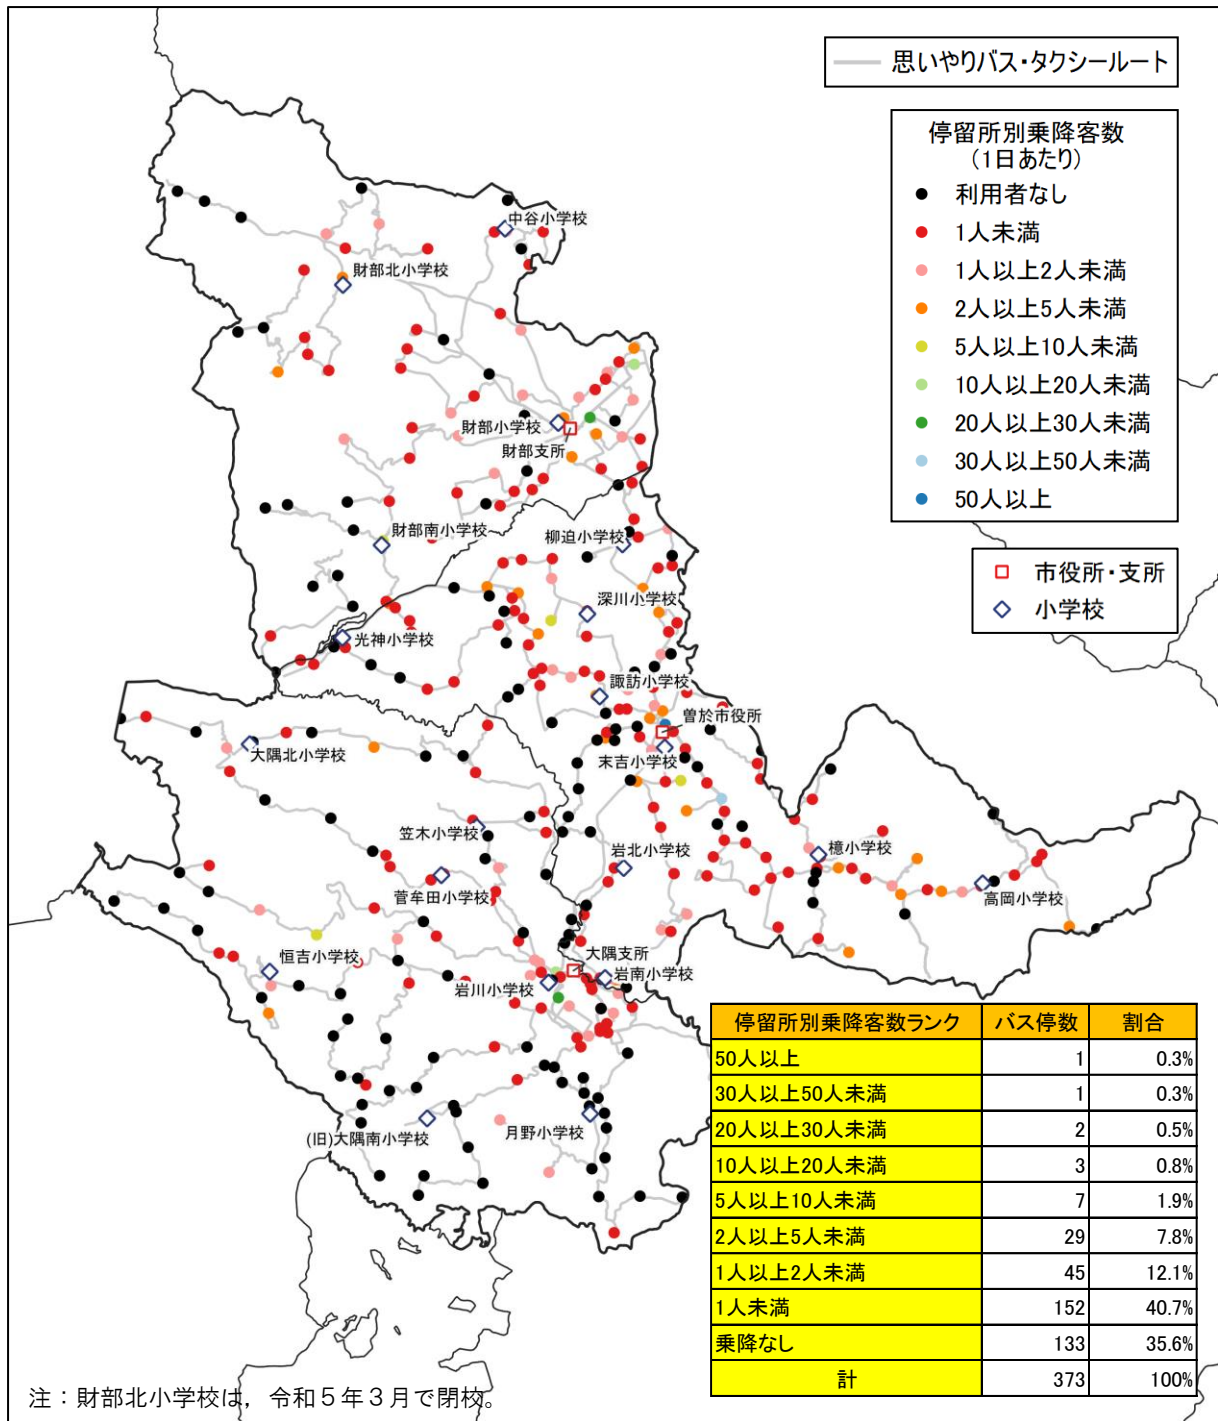 思いやりバス・タクシールート
停留所別乗降客数
(1日あたり)
利用者なし
1人未満
1人以上2人未満
2人以上5人未満
5人以上10人未満
10人以上20人未満
20人以上30人未満
30人以上50人未満
50人以上
市役所・支所
小学校
中谷小学校
財部北小学校
財部小学校
財部支所
財部南小学校
柳迫小学校
深川小学校
光神小学校
諏訪小学校
曽於市役所
大隅北小学校
末吉小学校
笠木小学校
岩北小学校
檍小学校
菅牟田小学校
高岡小学校
恒吉小学校
大隅支所
岩川小学校
岩南小学校
(旧)大隅南小学校
月野小学校
停留所別乗降客数ランク バス停数 割合
50人以上 1 0.3%
30人以上50人未満 1 0.3%
20人以上30人未満 2 0.5%
10人以上20人未満 3 0.8%
5人以上10人未満 7 1.9%
2人以上5人未満 29 7.8%
1人以上2人未満 45 12.1%
1人未満 152 40.7%
乗降なし 133 35.6%
計 373 100%
注：財部北小学校は，令和５年３月で閉校。